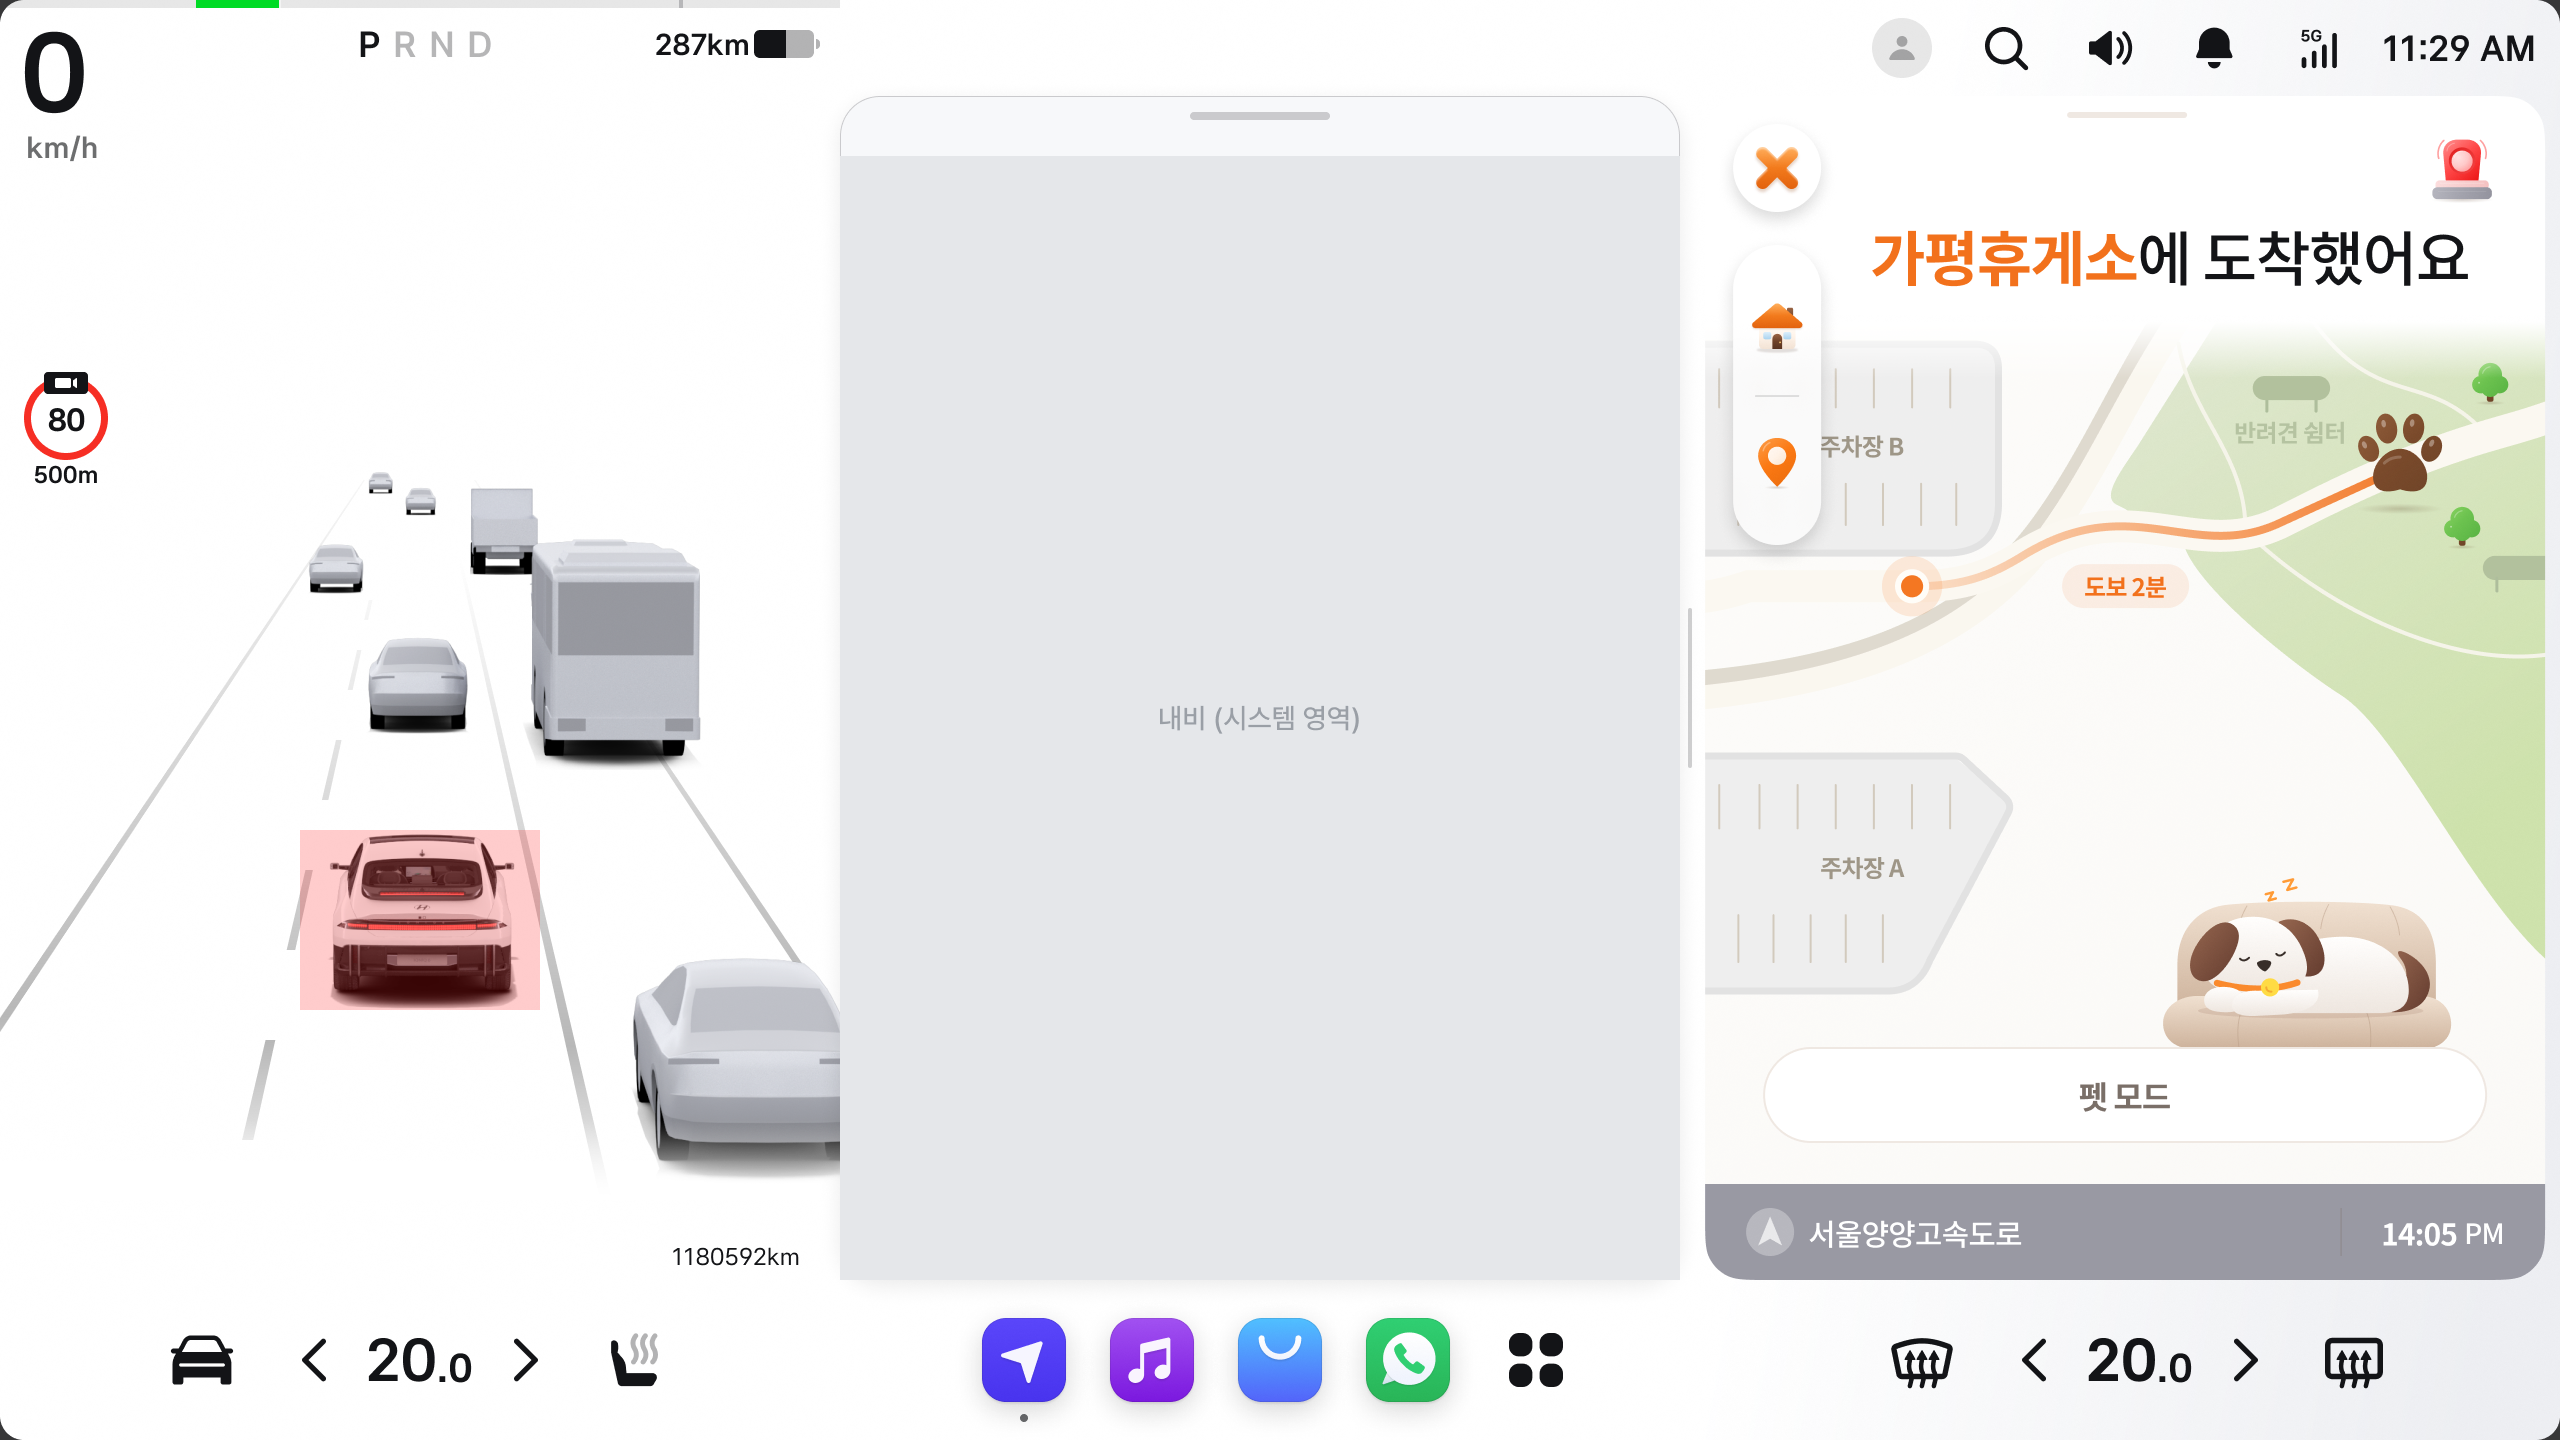 0
km/h
P R N D
287km
80
500m
1180592km
20.0
내비 (시스템 영역)
5G
11:29 AM
가평휴게소에 도착했어요
반려견 쉼터
주차장 B
도보 2분
주차장 A
z z
펫 모드
서울양양고속도로
14:05 PM
20.0